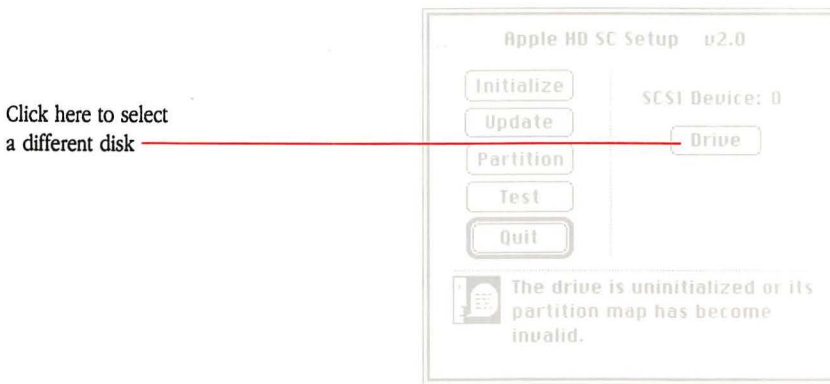 Click here to select
a different disk
Apple HD SC Setup v2.0
Initialize
Update
Partition
Test
Quit
SCSI Device: 0
Drive
The drive is uninitialized or its
partition map has become
invalid.